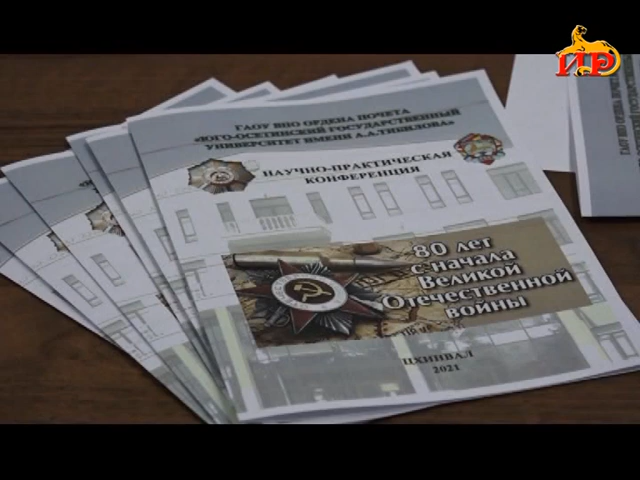 ИР
ГАОУ ВПО ОРДЕНА ПОЧЕТА
«ЮГО-ОСЕТИНСКИЙ ГОСУДАРСТВЕННЫЙ
УНИВЕРСИТЕТ ИМЕНИ А.А.ТИБИЛОВА»
НАУЧНО-ПРАКТИЧЕСКАЯ
КОНФЕРЕНЦИЯ
80 лет
с начала
Великой
Отечественной
войны
ЦХИНВАЛ
2021